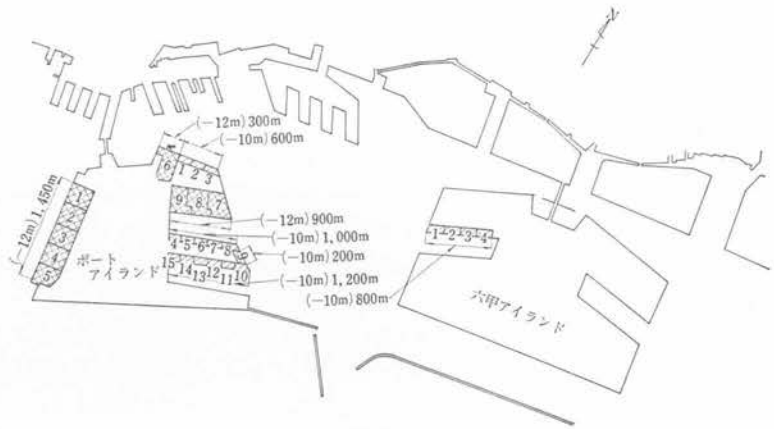 N
(−12m) 300m
(−10m) 600m
6
1 2 3
9 8 7
(−12m) 900m
(−10m) 1,000m
4 5 6 7 8
9
(−10m) 200m
15 14 13 12 11 10
(−10m) 1,200m
(−12m) 1,450m
1
3
4
5
ポート
アイランド
1 2 3 4
(−10m) 800m
六甲アイランド